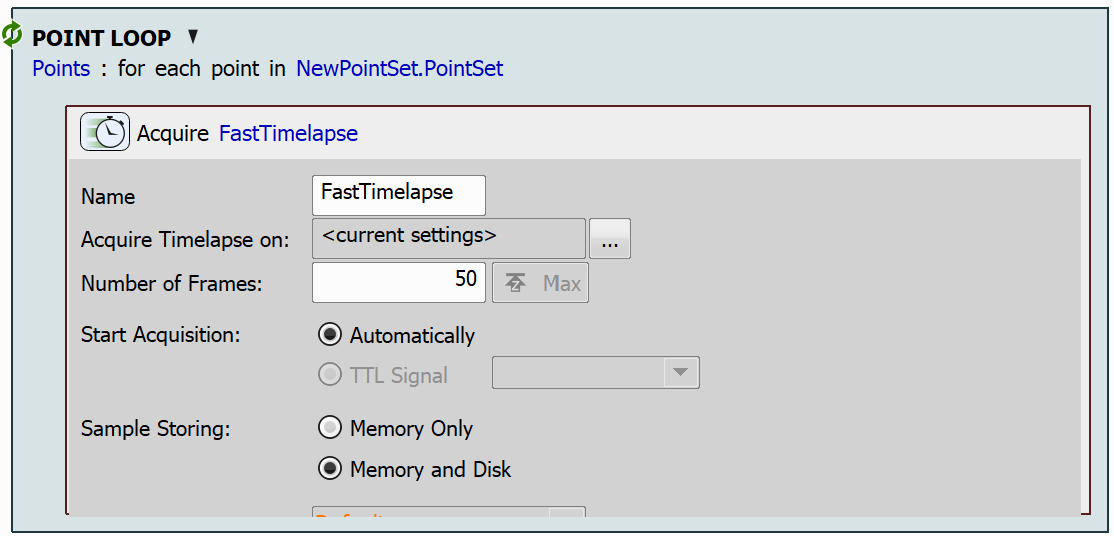 POINT LOOP
Points : for each point in NewPointSet.PointSet
Acquire FastTimelapse
Name FastTimelapse
Acquire Timelapse on: <current settings> ...
Number of Frames: 50 Max
Start Acquisition: Automatically
TTL Signal
Sample Storing: Memory Only
Memory and Disk